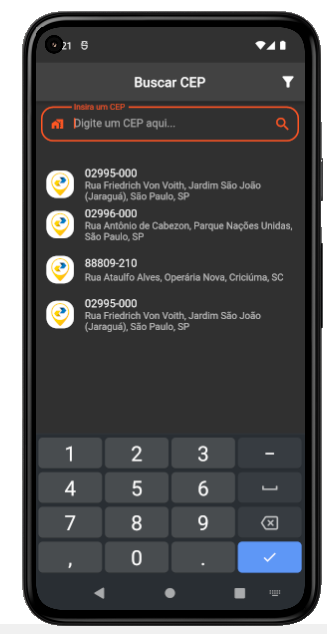 21
Buscar CEP
Insira um CEP
Digite um CEP aqui...
02995-000
Rua Friedrich Von Voith, Jardim São João
(Jaraguá), São Paulo, SP
02996-000
Rua Antônio de Cabezon, Parque Nações Unidas,
São Paulo, SP
88809-210
Rua Ataulfo Alves, Operária Nova, Criciúma, SC
02995-000
Rua Friedrich Von Voith, Jardim São João
(Jaraguá), São Paulo, SP
1 2 3 –
4 5 6
7 8 9
, 0 .